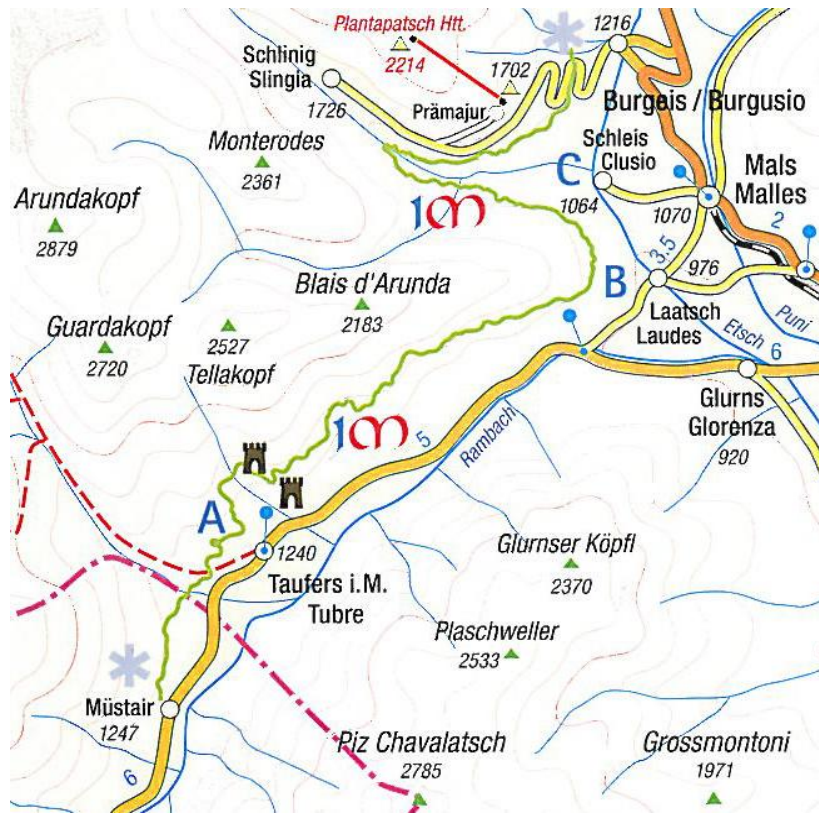 Plantapatsch Htt.
2214
1216
Schlinig
Slingia
1726
1702
Prämajur
Burgeis / Burgusio
Schleis
Clusio
C
1064
Mals
Malles
1070
2
Monterodes
2361
Arundakopf
2879
Blais d'Arunda
2183
3.5
976
B
Laatsch
Laudes
Etsch
Puni
6
Guardakopf
2720
2527
Tellakopf
Glurns
Glorenza
920
5
Rambach
A
1240
Taufers i.M.
Tubre
Glurnser Köpfl
2370
Plaschweller
2533
Müstair
1247
6
Piz Chavalatsch
2785
Grossmontoni
1971